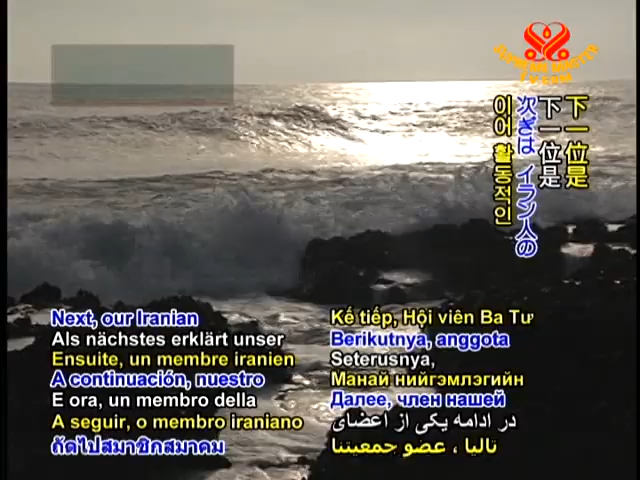 SUPREME MASTER
TV.COM
下一位是
下一位是
次ぎは イラン人の
이어 활동적인
Next, our Iranian
Als nächstes erklärt unser
Ensuite, un membre iranien
A continuación, nuestro
E ora, un membro della
A seguir, o membro iraniano
ถัดไปสมาชิกสมาคม
Kế tiếp, Hội viên Ba Tư
Berikutnya, anggota
Seterusnya,
Манай нийгэмлэгийн
Далее, член нашей
در ادامه یکی از اعضای
تاليا ، عضو جمعيتنا